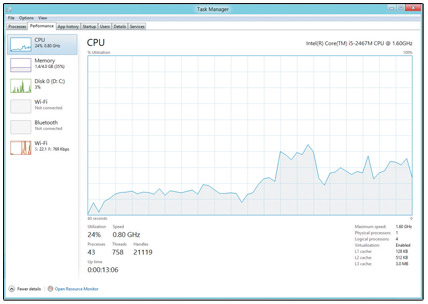 Task Manager
File Options View
Processes Performance App history Startup Users Details Services
CPU
24% 0.80 GHz
Memory
1.4/4.0 GB (35%)
Disk 0 (D: C:)
3%
Wi-Fi
Not connected
Bluetooth
Not connected
Wi-Fi
S: 22.1 R: 769 Kbps
CPU Intel(R) Core(TM) i5-2467M CPU @ 1.60GHz
% Utilization 100%
60 seconds 0
Utilization Speed
24% 0.80 GHz
Processes Threads Handles
43 758 21119
Up time
0:00:13:06
Maximum speed: 1.60 GHz
Physical processors: 1
Logical processors: 4
Virtualization: Enabled
L1 cache: 128 KB
L2 cache: 512 KB
L3 cache: 3.0 MB
Fewer details Open Resource Monitor